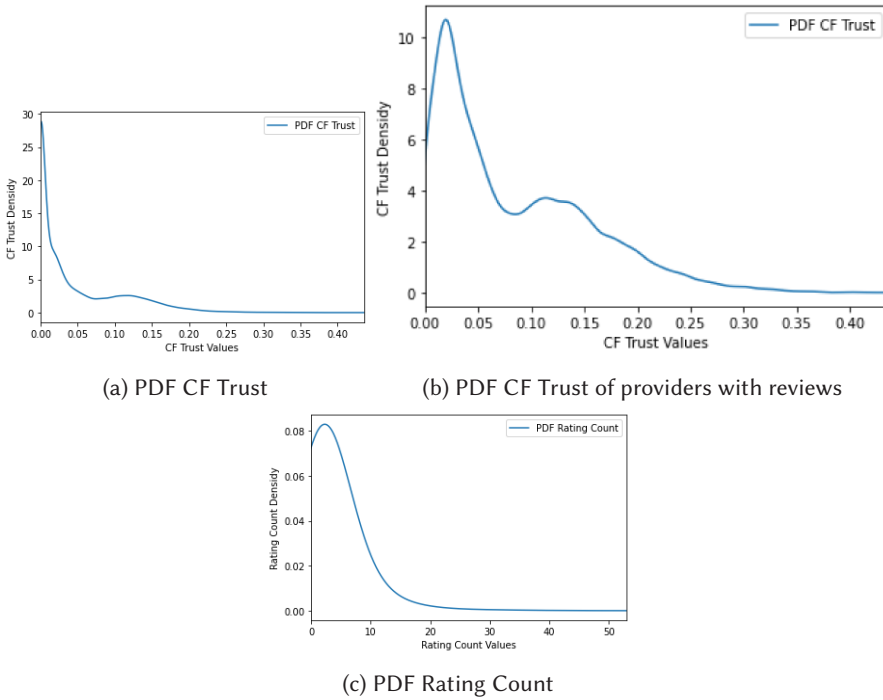 30
25
20
15
10
5
0
CF Trust Densidy
PDF CF Trust
0.00 0.05 0.10 0.15 0.20 0.25 0.30 0.35 0.40
CF Trust Values
(a) PDF CF Trust
10
8
6
4
2
0
CF Trust Densidy
PDF CF Trust
0.00 0.05 0.10 0.15 0.20 0.25 0.30 0.35 0.40
CF Trust Values
(b) PDF CF Trust of providers with reviews
0.08
0.06
0.04
0.02
0.00
Rating Count Densidy
PDF Rating Count
0 10 20 30 40 50
Rating Count Values
(c) PDF Rating Count